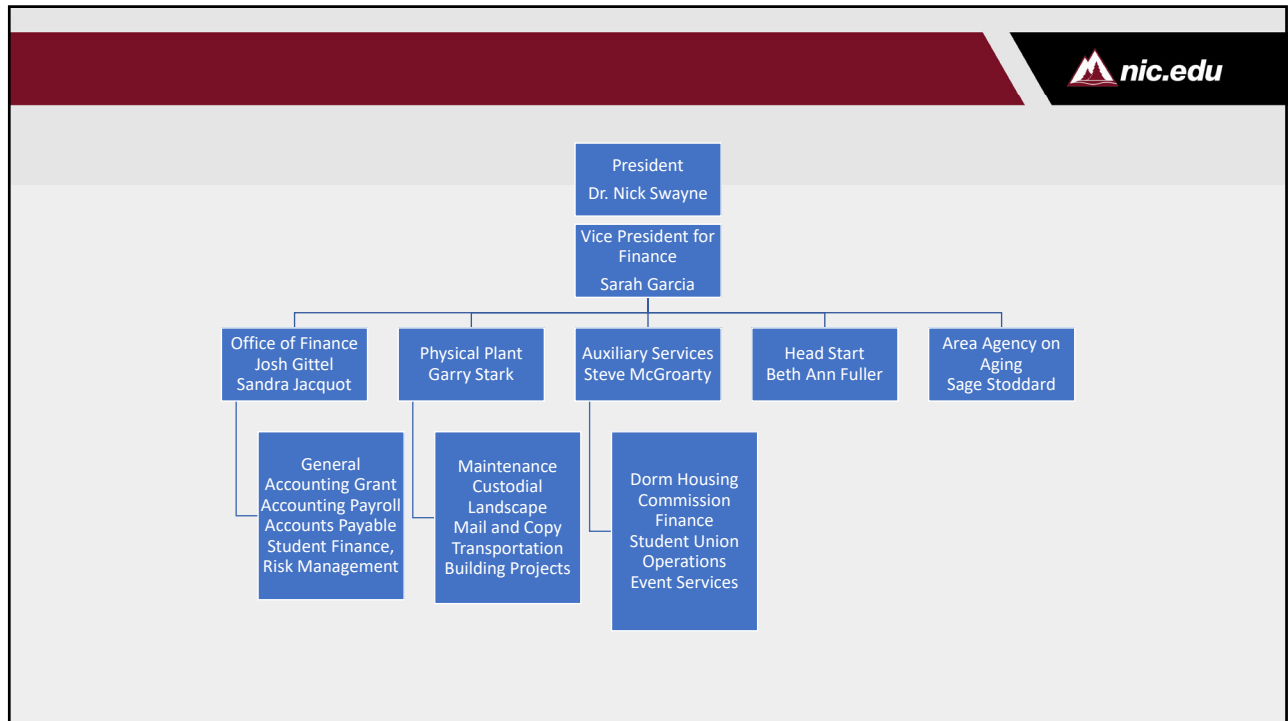 nic.edu
President
Dr. Nick Swayne
Vice President for
Finance
Sarah Garcia
Office of Finance
Josh Gittel
Sandra Jacquot
Physical Plant
Garry Stark
Auxiliary Services
Steve McGroarty
Head Start
Beth Ann Fuller
Area Agency on
Aging
Sage Stoddard
General
Accounting Grant
Accounting Payroll
Accounts Payable
Student Finance,
Risk Management
Maintenance
Custodial
Landscape
Mail and Copy
Transportation
Building Projects
Dorm Housing
Commission
Finance
Student Union
Operations
Event Services